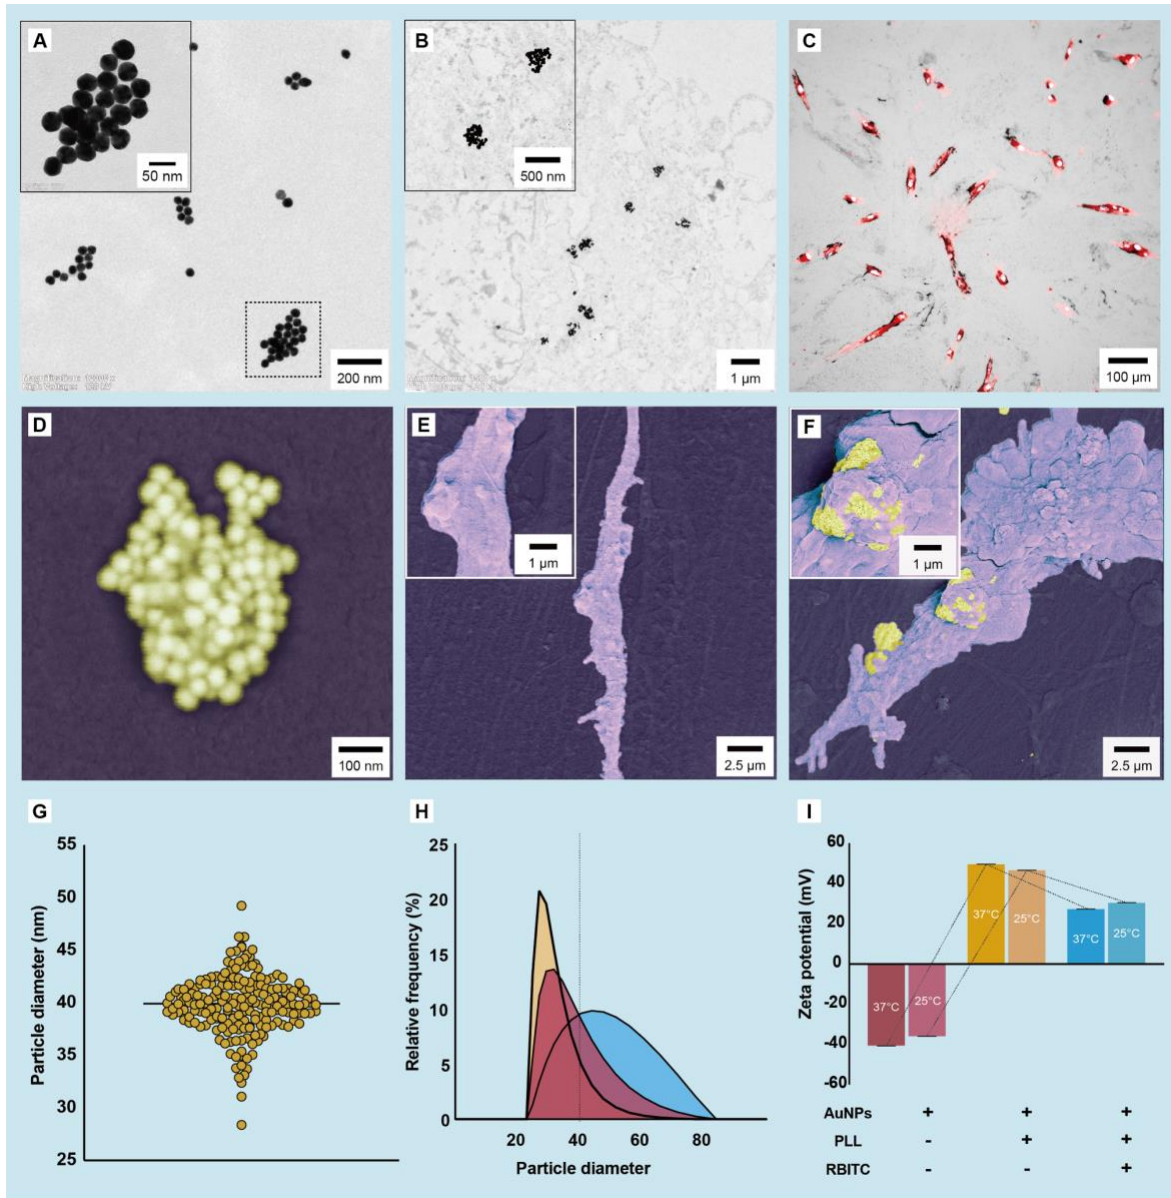 A
50 nm
200 nm
B
500 nm
1 µm
C
100 µm
D
100 nm
E
1 µm
2.5 µm
F
1 µm
2.5 µm
G
Particle diameter (nm)
55
50
45
40
35
30
25
H
Relative frequency (%)
25
20
15
10
5
0
20 40 60 80
Particle diameter
I
Zeta potential (mV)
60
40
20
0
-20
-40
-60
37°C 25°C
37°C 25°C
37°C 25°C
AuNPs + + +
PLL - + +
RBITC - - +